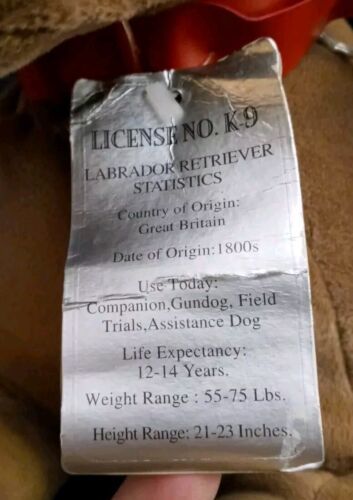 LICENSE NO. K-9
LABRADOR RETRIEVER
STATISTICS
Country of Origin:
Great Britain
Date of Origin:1800s
Use Today:
Companion,Gundog, Field
Trials,Assistance Dog
Life Expectancy:
12-14 Years.
Weight Range : 55-75 Lbs.
Height Range: 21-23 Inches.